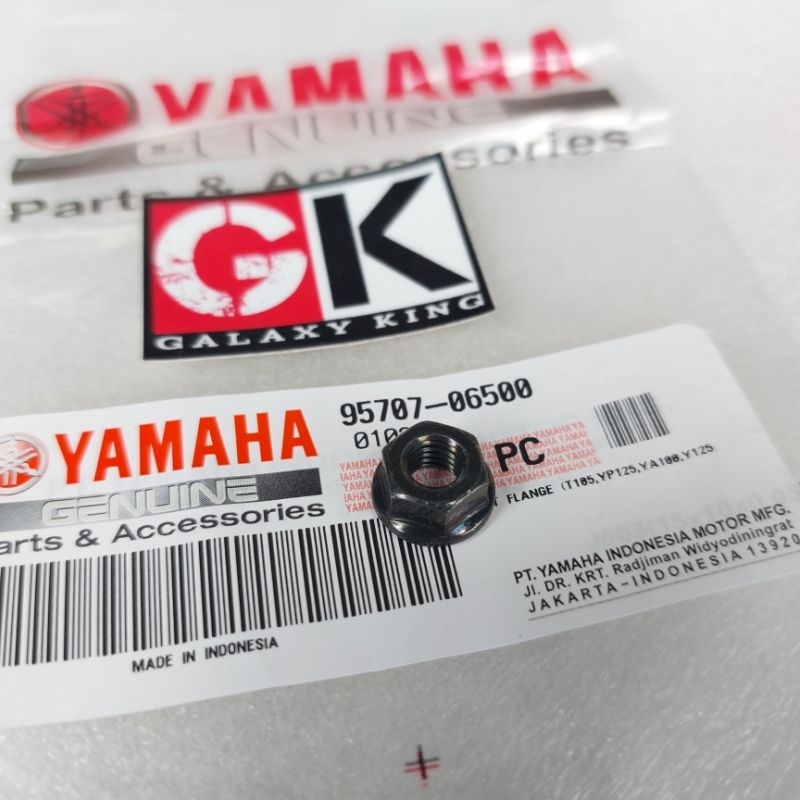 YAMAHA
GENUINE
Parts & Accessories
GK
GALAXY KING
YAMAHA
GENUINE
Parts & Accessories
95707-06500
PC
FLANGE (T105,YP125,YA100,Y125
PT. YAMAHA INDONESIA MOTOR MFG.
Jl. DR. KRT. Radjiman Widyodiningrat
JAKARTA-INDONESIA 13920
MADE IN INDONESIA